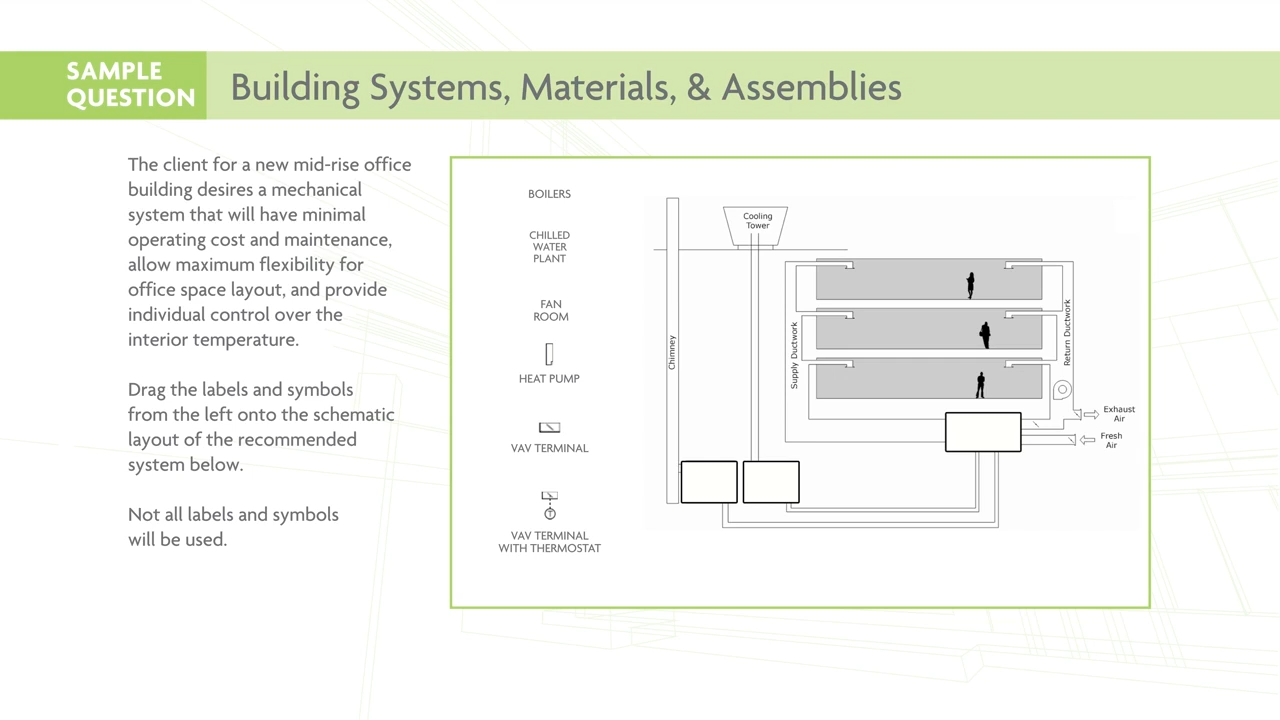 SAMPLE
QUESTION
Building Systems, Materials, & Assemblies
The client for a new mid-rise office
building desires a mechanical
system that will have minimal
operating cost and maintenance,
allow maximum flexibility for
office space layout, and provide
individual control over the
interior temperature.
Drag the labels and symbols
from the left onto the schematic
layout of the recommended
system below.
Not all labels and symbols
will be used.
BOILERS
CHILLED
WATER
PLANT
FAN
ROOM
HEAT PUMP
VAV TERMINAL
T
VAV TERMINAL
WITH THERMOSTAT
Chimney
Cooling
Tower
Supply Ductwork
Return Ductwork
Exhaust
Air
Fresh
Air